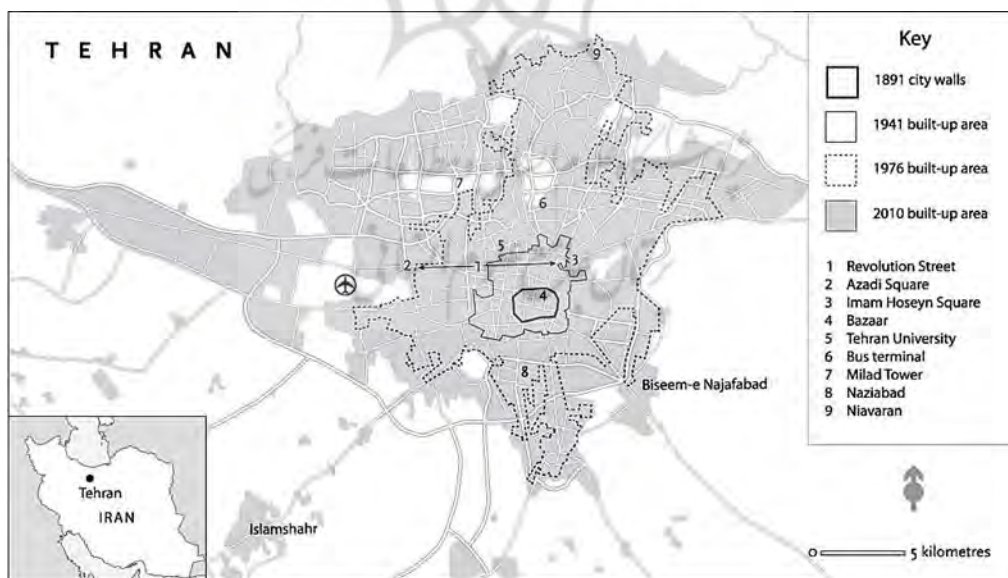 TEHRAN
9
7
6
5
2
1
3
4
8
Biseem-e Najafabad
Islamshahr
Tehran
IRAN
Key
1891 city walls
1941 built-up area
1976 built-up area
2010 built-up area
1 Revolution Street
2 Azadi Square
3 Imam Hoseyn Square
4 Bazaar
5 Tehran University
6 Bus terminal
7 Milad Tower
8 Naziabad
9 Niavaran
0 5 kilometres